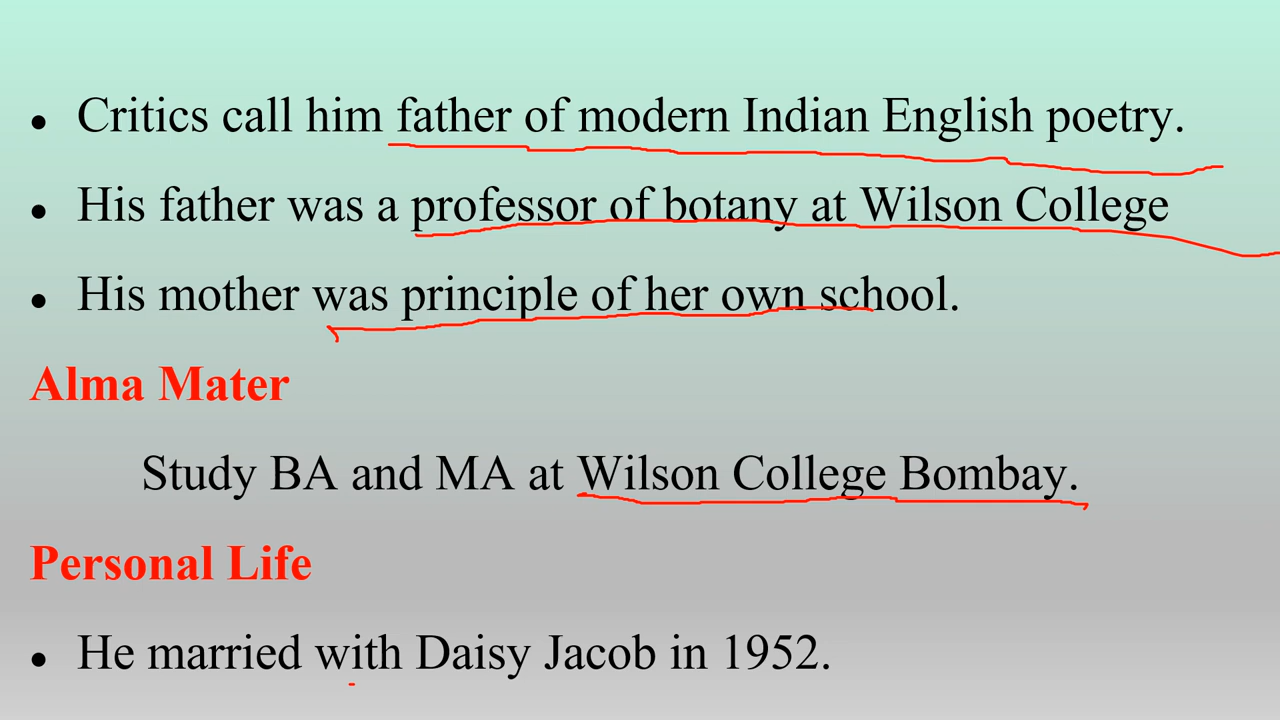 • Critics call him father of modern Indian English poetry.
• His father was a professor of botany at Wilson College
• His mother was principle of her own school.
Alma Mater
Study BA and MA at Wilson College Bombay.
Personal Life
• He married with Daisy Jacob in 1952.